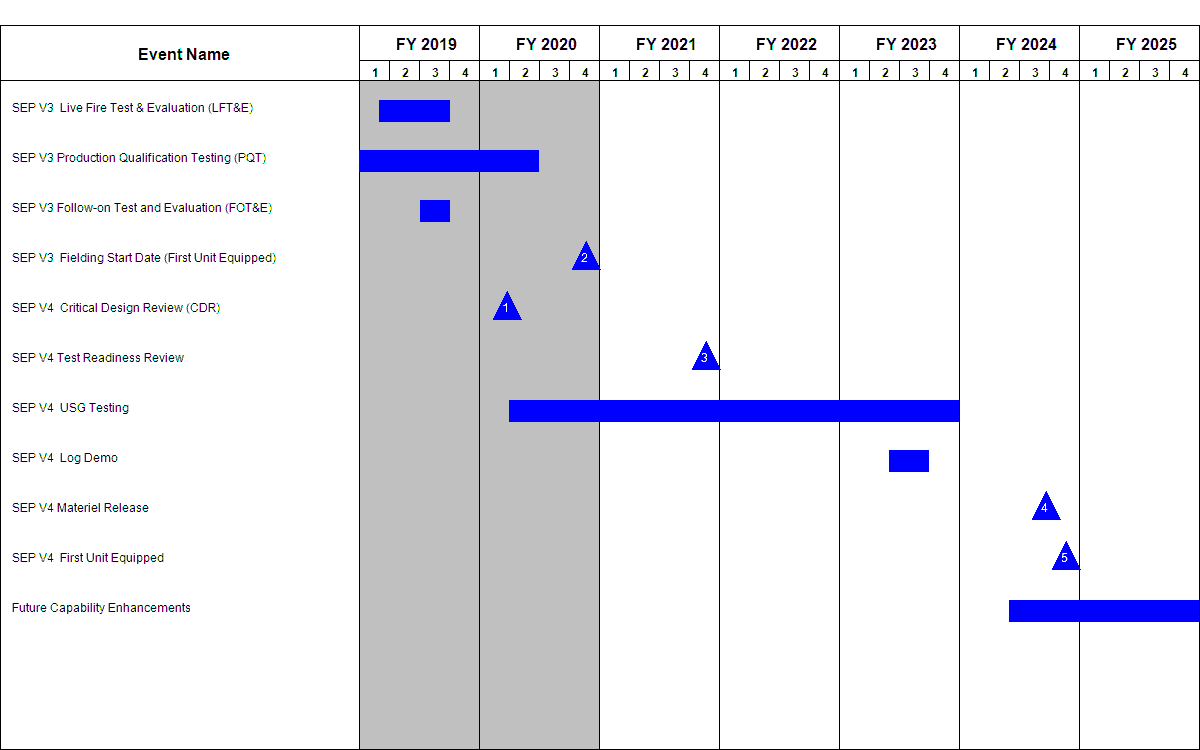 Event Name FY 2019 FY 2020 FY 2021 FY 2022 FY 2023 FY 2024 FY 2025
1 2 3 4 1 2 3 4 1 2 3 4 1 2 3 4 1 2 3 4 1 2 3 4 1 2 3 4
SEP V3 Live Fire Test & Evaluation (LFT&E)
SEP V3 Production Qualification Testing (PQT)
SEP V3 Follow-on Test and Evaluation (FOT&E)
SEP V3 Fielding Start Date (First Unit Equipped) 2
SEP V4 Critical Design Review (CDR) 1
SEP V4 Test Readiness Review 3
SEP V4 USG Testing
SEP V4 Log Demo
SEP V4 Materiel Release 4
SEP V4 First Unit Equipped 5
Future Capability Enhancements